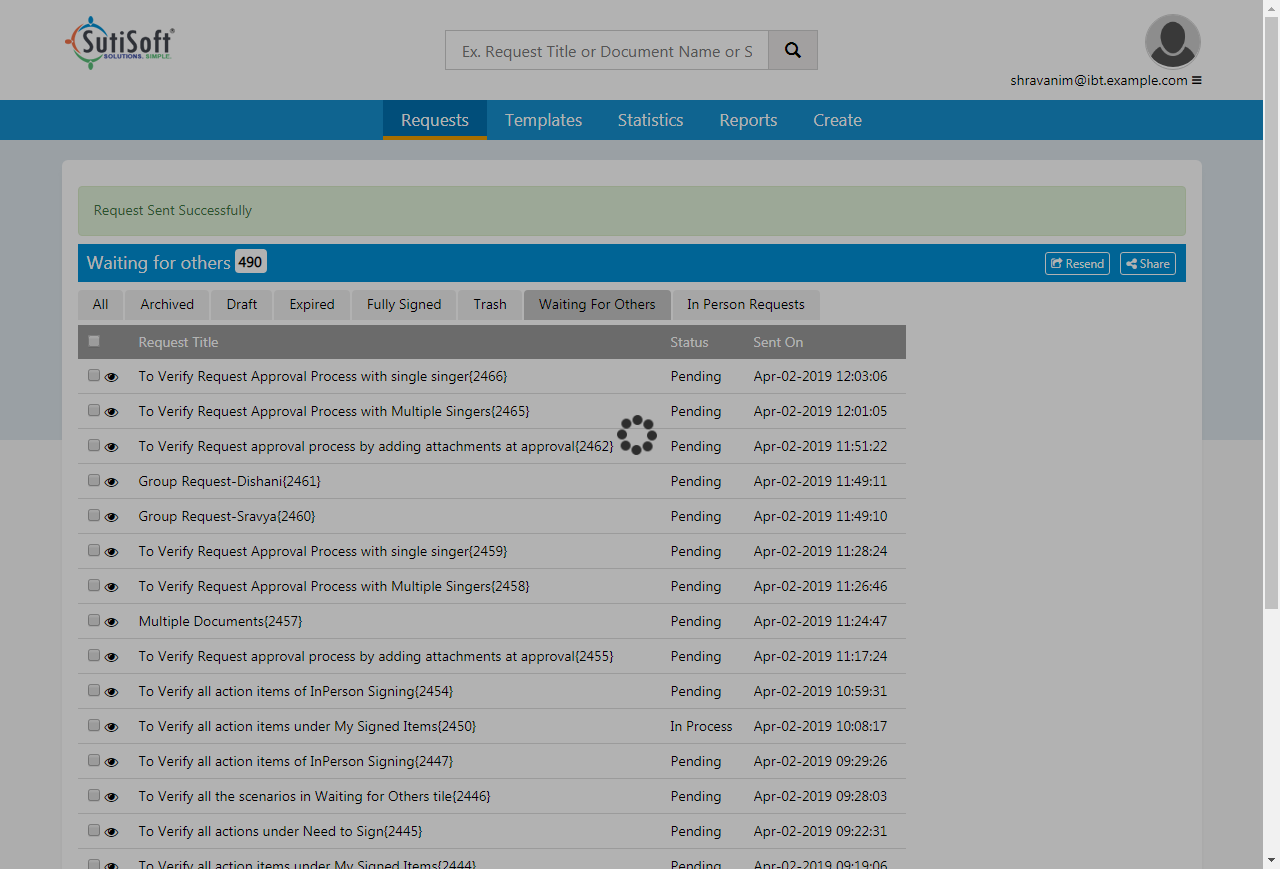 SutiSoft®
SOLUTIONS. SIMPLE.
Ex. Request Title or Document Name or S
shravanim@ibt.example.com
Requests Templates Statistics Reports Create
Request Sent Successfully
Waiting for others 490 Resend Share
All Archived Draft Expired Fully Signed Trash Waiting For Others In Person Requests
Request Title Status Sent On
To Verify Request Approval Process with single singer{2466} Pending Apr-02-2019 12:03:06
To Verify Request Approval Process with Multiple Singers{2465} Pending Apr-02-2019 12:01:05
To Verify Request approval process by adding attachments at approval{2462} Pending Apr-02-2019 11:51:22
Group Request-Dishani{2461} Pending Apr-02-2019 11:49:11
Group Request-Sravya{2460} Pending Apr-02-2019 11:49:10
To Verify Request Approval Process with single singer{2459} Pending Apr-02-2019 11:28:24
To Verify Request Approval Process with Multiple Singers{2458} Pending Apr-02-2019 11:26:46
Multiple Documents{2457} Pending Apr-02-2019 11:24:47
To Verify Request approval process by adding attachments at approval{2455} Pending Apr-02-2019 11:17:24
To Verify all action items of InPerson Signing{2454} Pending Apr-02-2019 10:59:31
To Verify all action items under My Signed Items{2450} In Process Apr-02-2019 10:08:17
To Verify all action items of InPerson Signing{2447} Pending Apr-02-2019 09:29:26
To Verify all the scenarios in Waiting for Others tile{2446} Pending Apr-02-2019 09:28:03
To Verify all actions under Need to Sign{2445} Pending Apr-02-2019 09:22:31
To Verify all action items under My Signed Items{2444} Pending Apr-02-2019 09:19:06